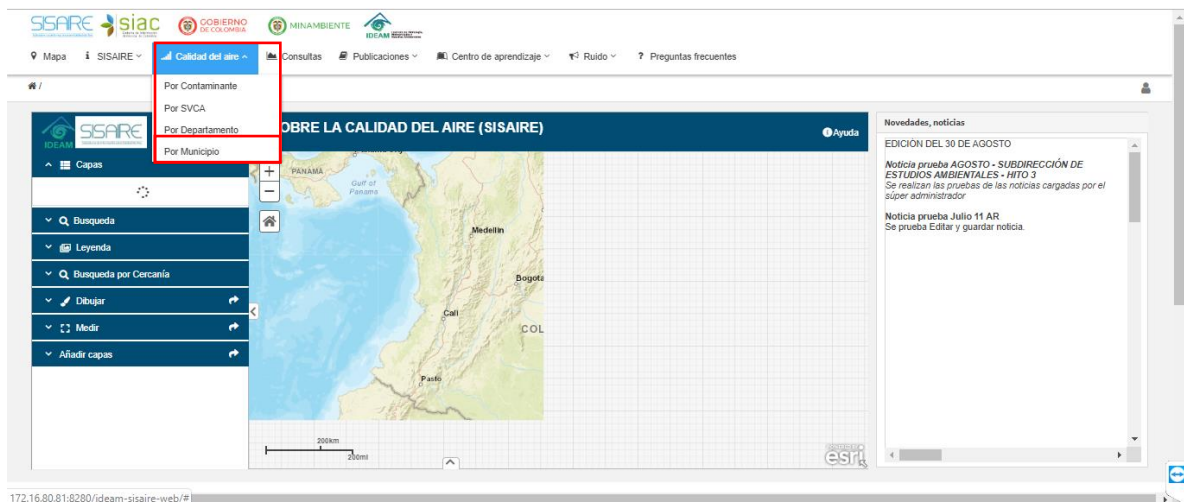 SISAIRE siac GOBIERNO DE COLOMBIA MINAMBIENTE IDEAM
Mapa SISAIRE Calidad del aire Consultas Publicaciones Centro de aprendizaje Ruido Preguntas frecuentes
/
Por Contaminante
Por SVCA
Por Departamento
Por Municipio
IDEAM SISAIRE
OBRE LA CALIDAD DEL AIRE (SISAIRE)
Ayuda
Capas
Busqueda
Leyenda
Busqueda por Cercanía
Dibujar
Medir
Añadir capas
+
−
PANAMA
Gulf of
Panama
Medellin
Bogota
Cali
COL
Pasto
200km
200mi
esri
Novedades, noticias
EDICIÓN DEL 30 DE AGOSTO
Noticia prueba AGOSTO - SUBDIRECCIÓN DE
ESTUDIOS AMBIENTALES - HITO 3
Se realizan las pruebas de las noticias cargadas por el
súper administrador
Noticia prueba Julio 11 AR
Se prueba Editar y guardar noticia.
172.16.80.81:8280/ideam-sisaire-web/#